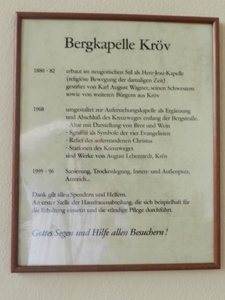 Bergkapelle Kröv
1880 - 82 erbaut im neugotischen Stil als Herz-Jesu-Kapelle
(religiöse Bewegung der damaligen Zeit)
gestiftet von Karl August Wagner, seinen Schwestern
sowie von weiteren Bürgern aus Kröv
1968 umgestaltet zur Auferstehungskapelle als Ergänzung
und Abschluß des Kreuzweges entlang der Bergstraße.
- Altar mit Darstellung von Brot und Wein
- Sgraffiti als Symbole der vier Evangelisten
- Relief des auferstandenen Christus
- Stationen des Kreuzweges
sind Werke von August
- 96 Sanierung, Trockenlegung, Innen- und Außenputz,
Anstrich...
Dank gilt allen Spendern und Helfern.
An erster Stelle der die sich beispielhaft für
die Erhaltung einsetzt und die ständige Pflege durchführt.
Gottes Segen und Hilfe allen Besuchern!